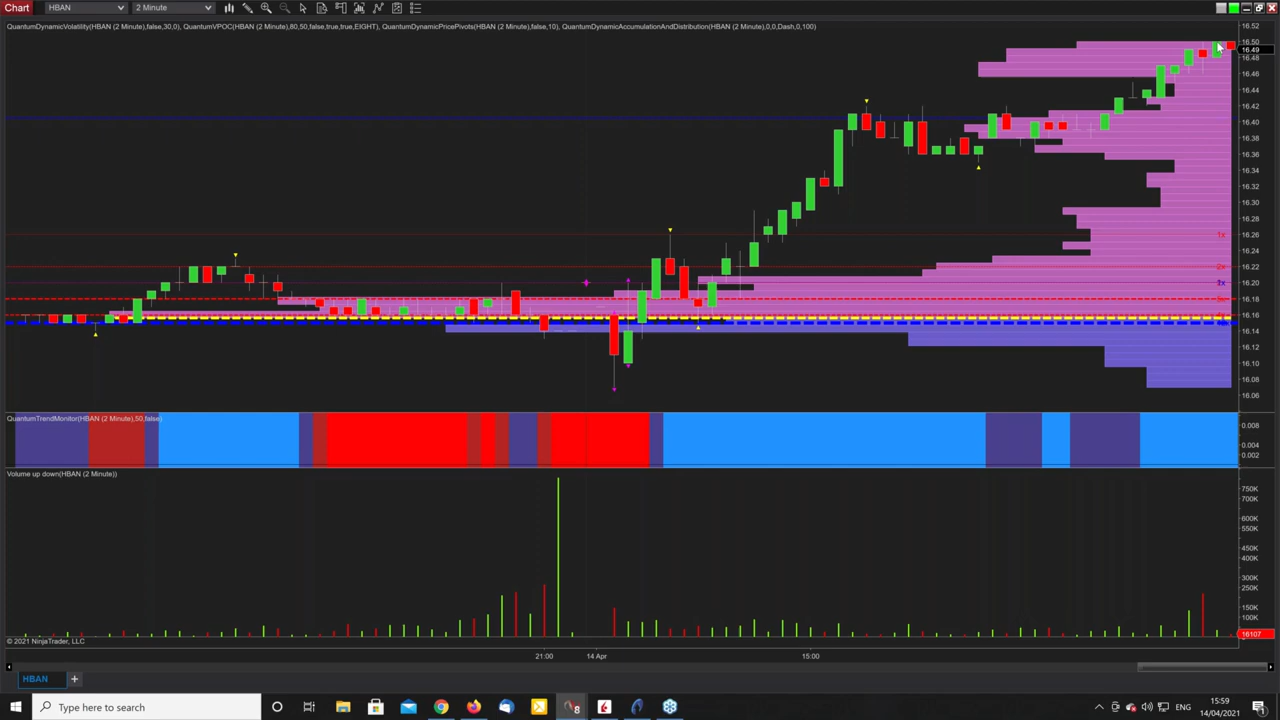 Chart HBAN 2 Minute
QuantumDynamicVolatility(HBAN (2 Minute),false,30,0), QuantumVPOC(HBAN (2 Minute),80,50,false,true,true,EIGHT), QuantumDynamicPricePivots(HBAN (2 Minute),false,10), QuantumDynamicAccumulationAndDistribution(HBAN (2 Minute),0,0,Dash,0,100)
16.52
16.50
16.49
16.48
16.46
16.44
16.42
16.40
16.38
16.36
16.34
16.32
16.30
16.28
16.26
1x
2x
16.24
16.22
16.20
16.18
16.16
16.14
16.12
16.10
16.08
16.06
QuantumTrendMonitor(HBAN (2 Minute),50,false)
0.008
0.004
0.002
Volume up down(HBAN (2 Minute))
750K
700K
600K
550K
450K
400K
300K
250K
150K
100K
16107
© 2021 NinjaTrader, LLC
21:00 14 Apr 15:00
HBAN +
Type here to search
8
ENG
15:59
14/04/2021
1